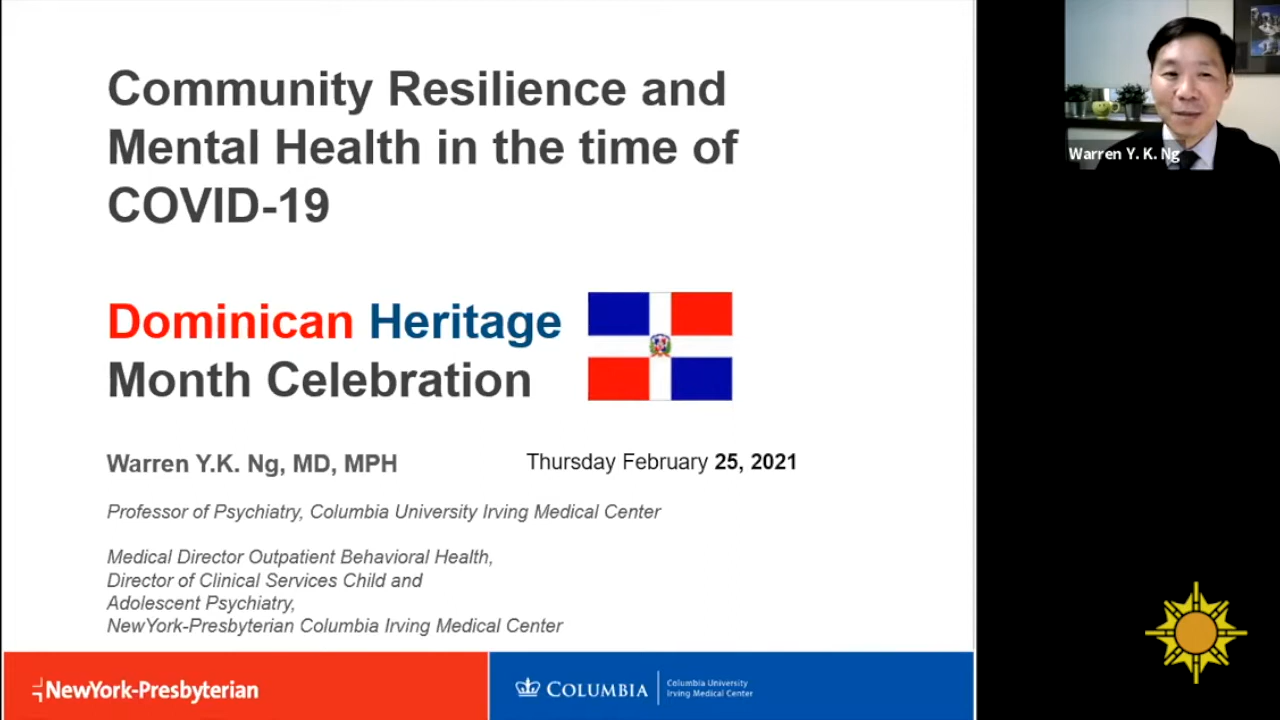 Community Resilience and
Mental Health in the time of
COVID-19
Dominican Heritage
Month Celebration
Warren Y.K. Ng, MD, MPH
Thursday February 25, 2021
Professor of Psychiatry, Columbia University Irving Medical Center
Medical Director Outpatient Behavioral Health,
Director of Clinical Services Child and
Adolescent Psychiatry,
NewYork-Presbyterian Columbia Irving Medical Center
NewYork-Presbyterian
COLUMBIA
Columbia University
Irving Medical Center
Warren Y. K. Ng